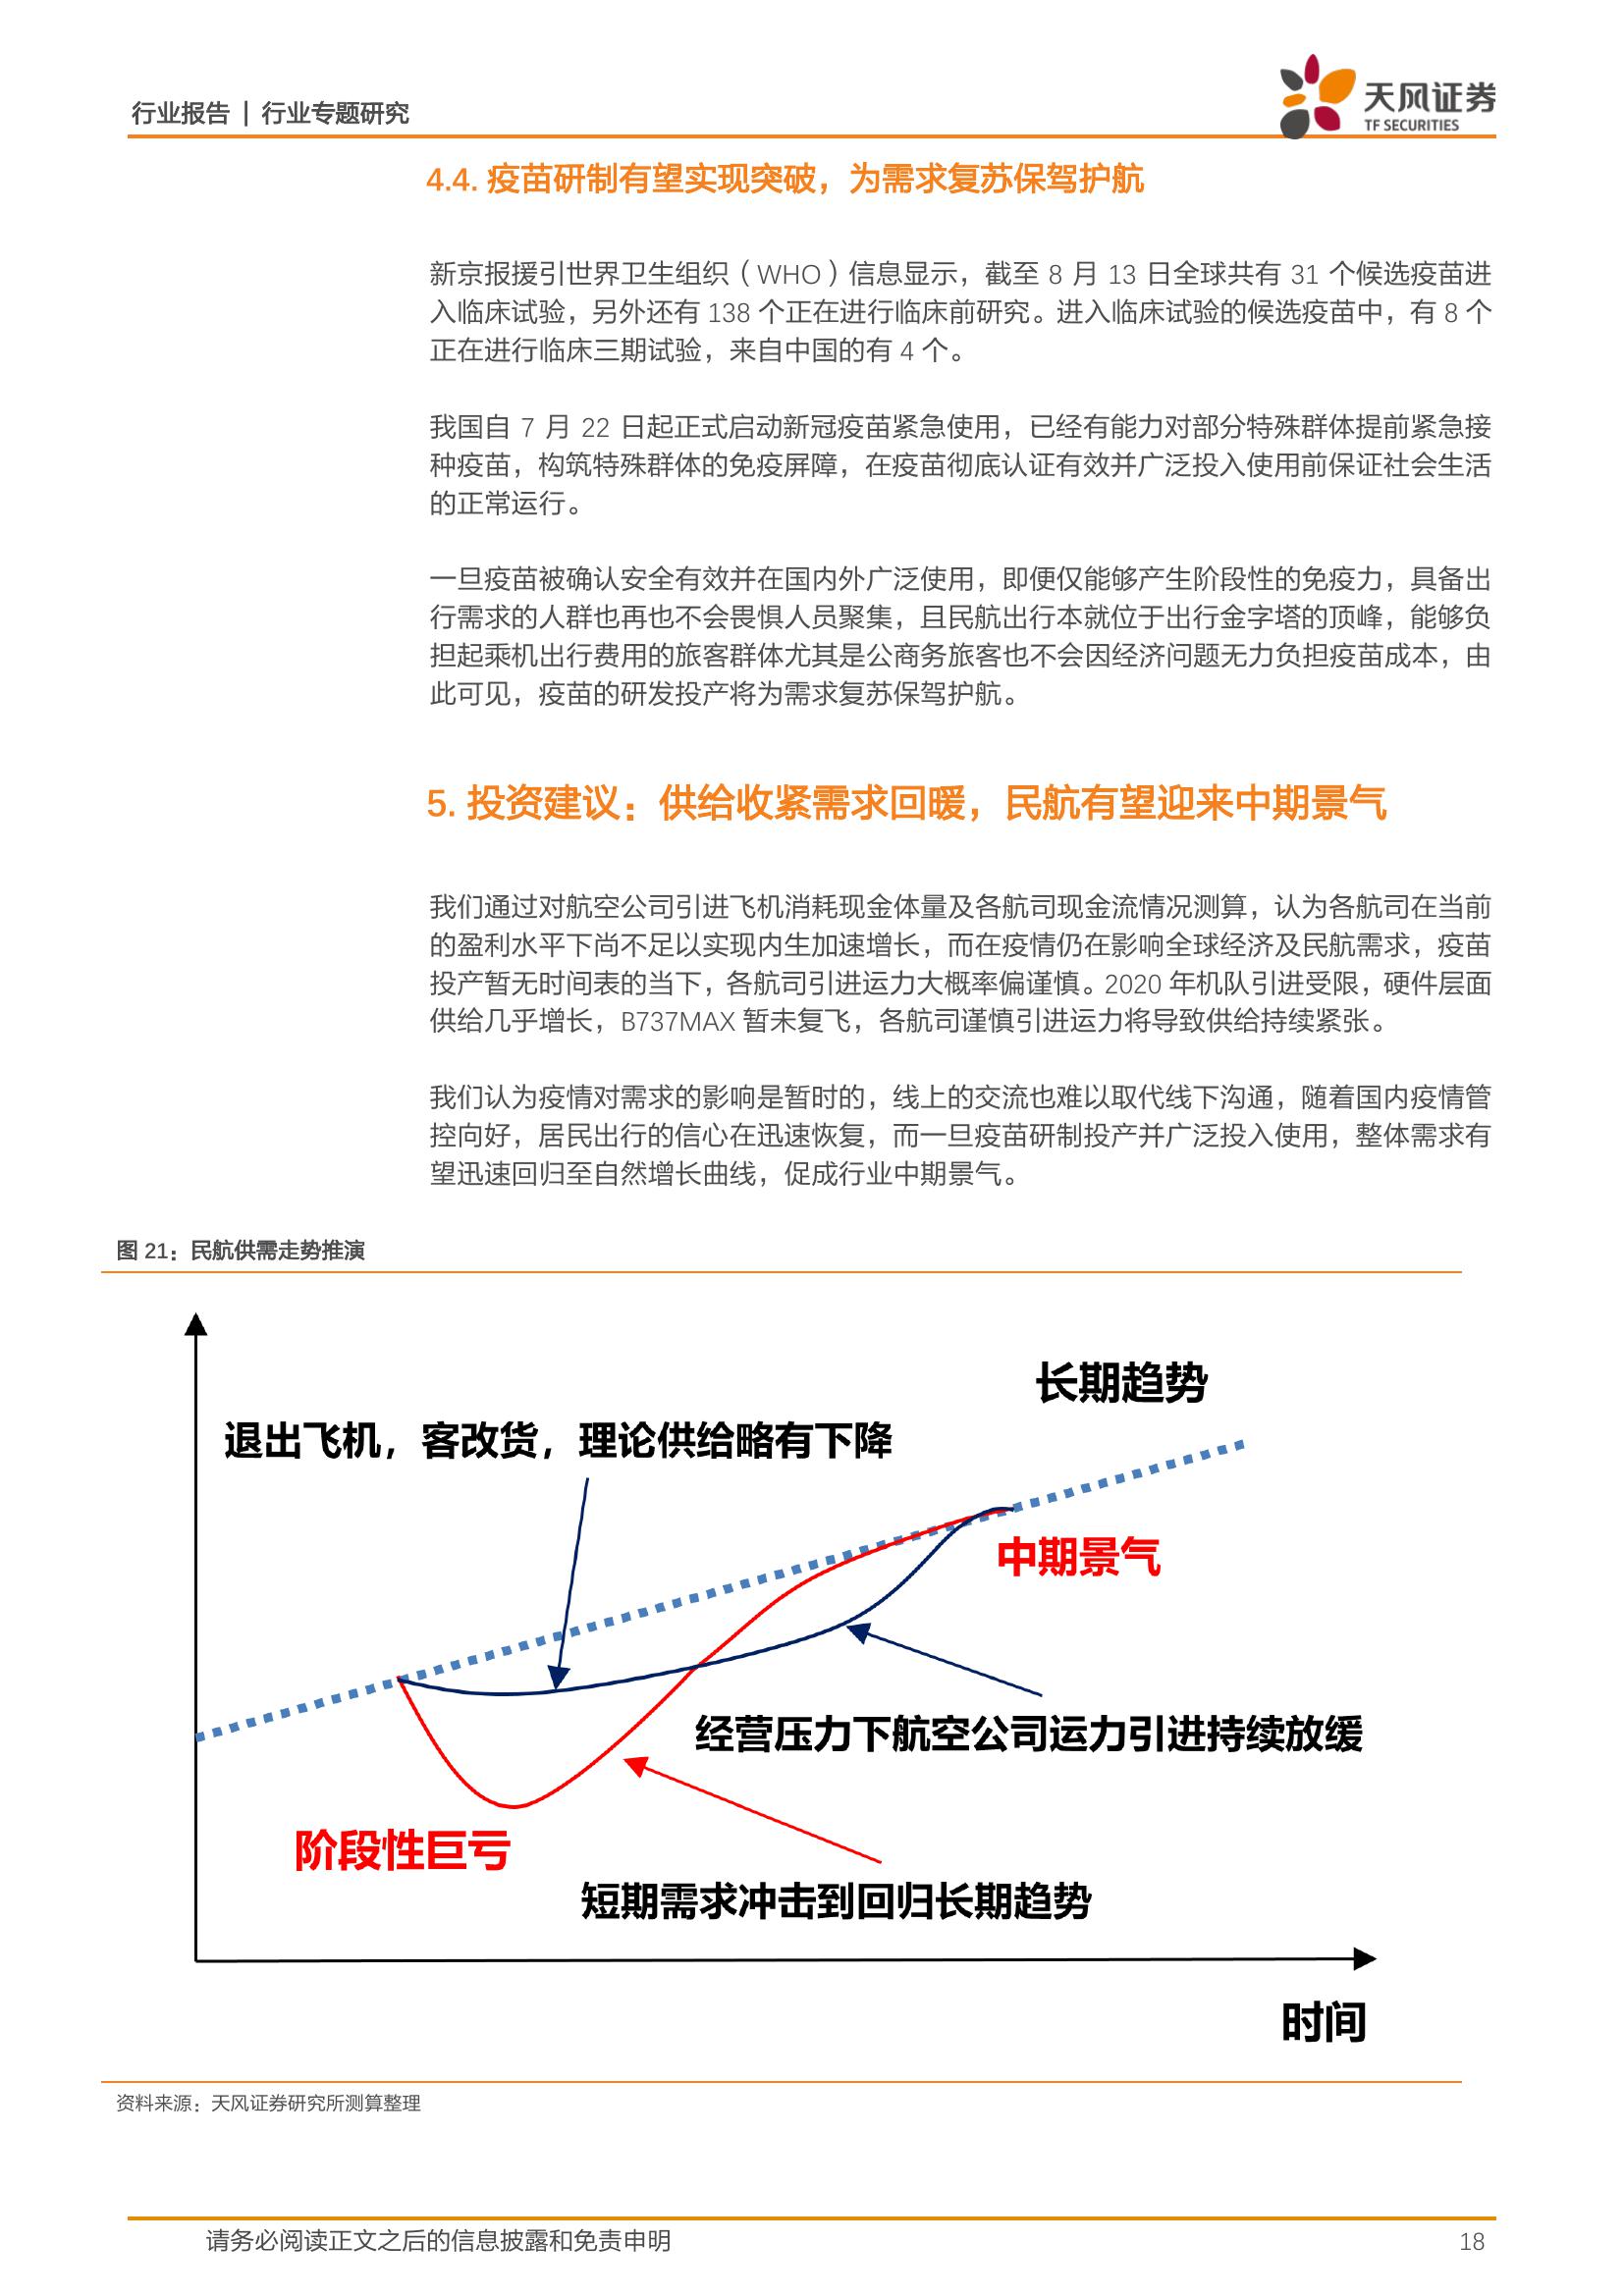 行业报告 | 行业专题研究
天风证券
TF SECURITIES
4.4. 疫苗研制有望实现突破，为需求复苏保驾护航
新京报援引世界卫生组织（WHO）信息显示，截至 8 月 13 日全球共有 31 个候选疫苗进
入临床试验，另外还有 138 个正在进行临床前研究。进入临床试验的候选疫苗中，有 8 个
正在进行临床三期试验，来自中国的有 4 个。
我国自 7 月 22 日起正式启动新冠疫苗紧急使用，已经有能力对部分特殊群体提前紧急接
种疫苗，构筑特殊群体的免疫屏障，在疫苗彻底认证有效并广泛投入使用前保证社会生活
的正常运行。
一旦疫苗被确认安全有效并在国内外广泛使用，即便仅能够产生阶段性的免疫力，具备出
行需求的人群也再也不会畏惧人员聚集，且民航出行本就位于出行金字塔的顶峰，能够负
担起乘机出行费用的旅客群体尤其是公商务旅客也不会因经济问题无力负担疫苗成本，由
此可见，疫苗的研发投产将为需求复苏保驾护航。
5. 投资建议：供给收紧需求回暖，民航有望迎来中期景气
我们通过对航空公司引进飞机消耗现金体量及各航司现金流情况测算，认为各航司在当前
的盈利水平下尚不足以实现内生加速增长，而在疫情仍在影响全球经济及民航需求，疫苗
投产暂无时间表的当下，各航司引进运力大概率偏谨慎。2020 年机队引进受限，硬件层面
供给几乎增长，B737MAX 暂未复飞，各航司谨慎引进运力将导致供给持续紧张。
我们认为疫情对需求的影响是暂时的，线上的交流也难以取代线下沟通，随着国内疫情管
控向好，居民出行的信心在迅速恢复，而一旦疫苗研制投产并广泛投入使用，整体需求有
望迅速回归至自然增长曲线，促成行业中期景气。
图 21：民航供需走势推演
长期趋势
退出飞机，客改货，理论供给略有下降
中期景气
经营压力下航空公司运力引进持续放缓
阶段性巨亏
短期需求冲击到回归长期趋势
时间
资料来源：天风证券研究所测算整理
请务必阅读正文之后的信息披露和免责申明
18